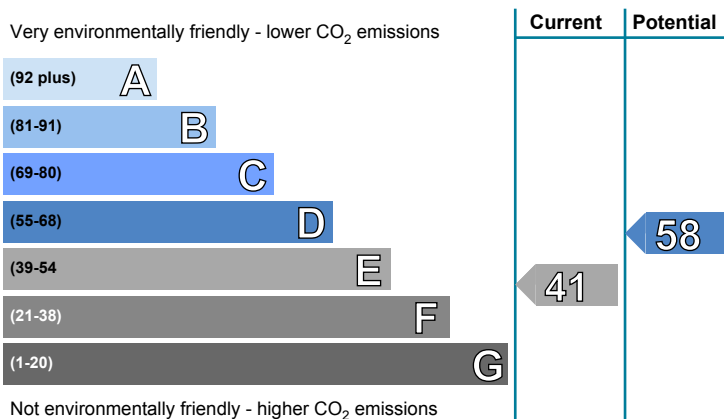 Current Potential
Very environmentally friendly - lower CO2 emissions
(92 plus) A
(81-91) B
(69-80) C
(55-68) D
58
(39-54 E
41
(21-38) F
(1-20) G
Not environmentally friendly - higher CO2 emissions